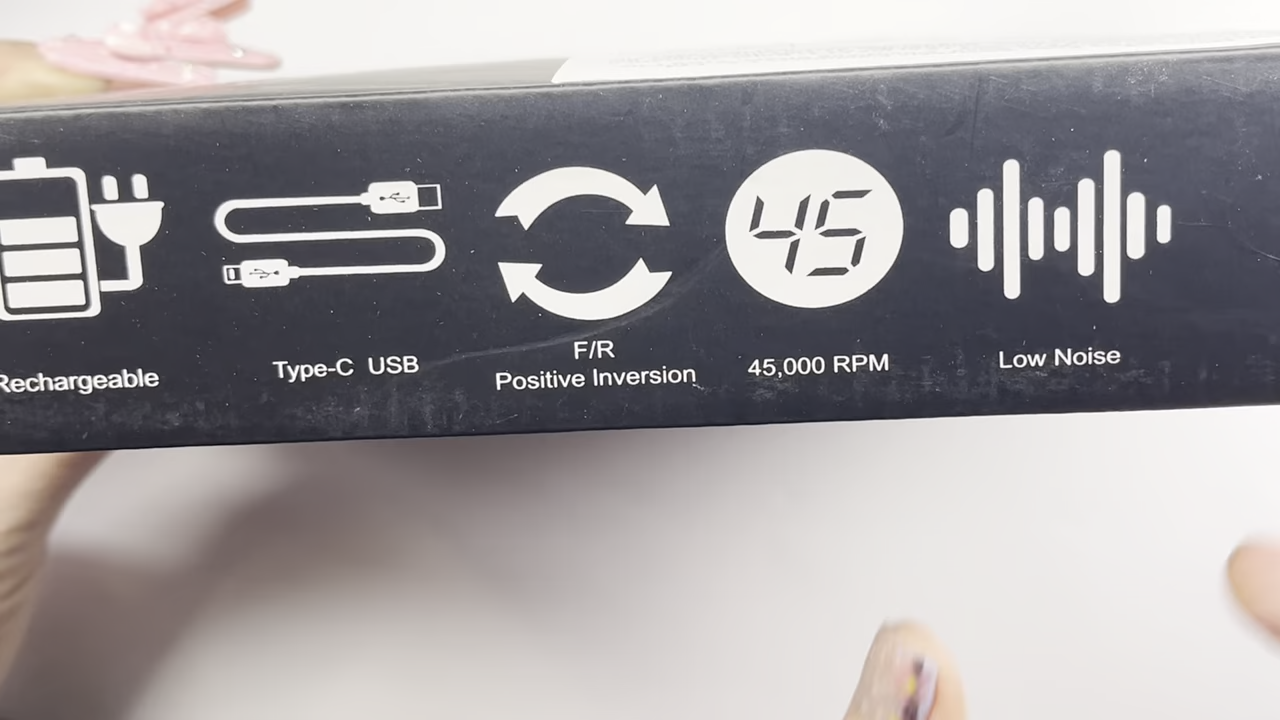 Rechargeable
Type-C USB
F/R
Positive Inversion
45
45,000 RPM
Low Noise